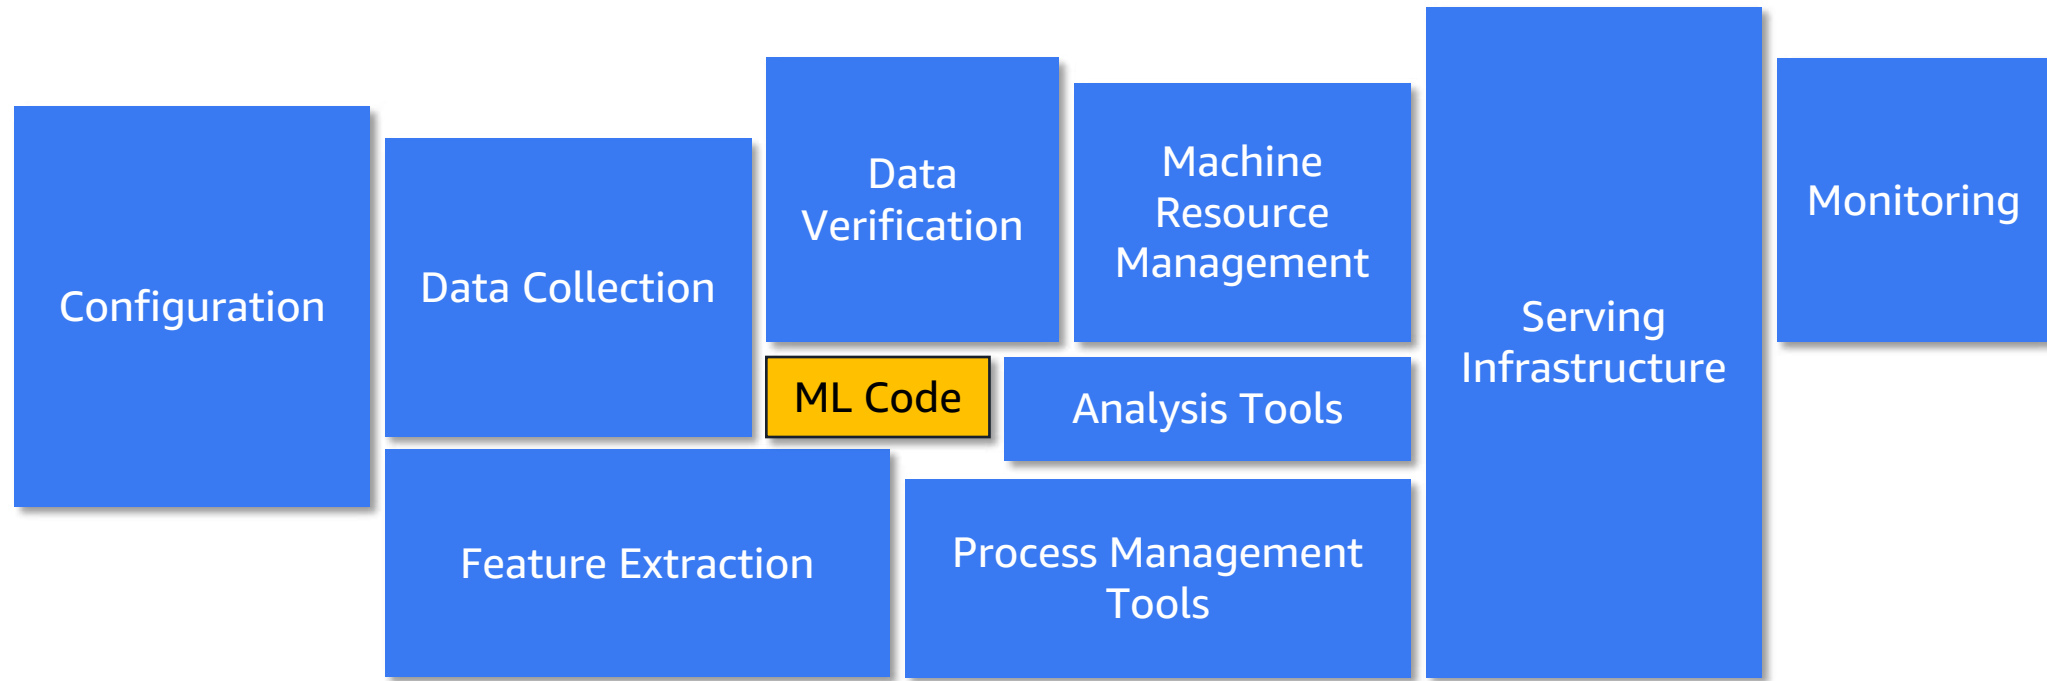 Configuration
Data Collection
Data
Verification
Machine
Resource
Management
ML Code
Analysis Tools
Feature Extraction
Process Management
Tools
Serving
Infrastructure
Monitoring